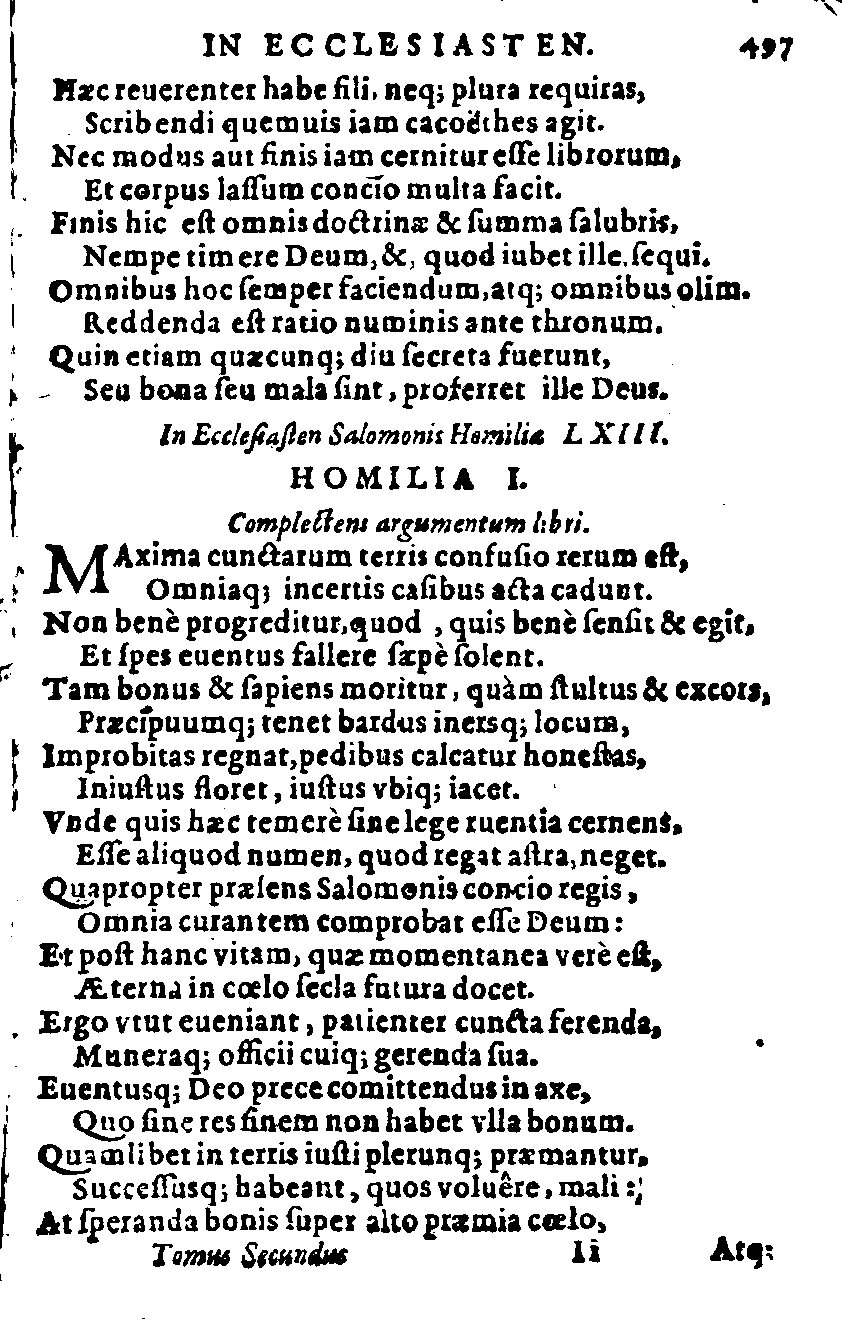 IN ECCLESIASTEN. 497
Hæc reuerenter habe fili, neq; plura requiras,
Scribendi quemuis iam cacoëthes agit.
Nec modus aut finis iam cernitur eſſe librorum,
Et corpus laſſum concio multa facit.
Finis hic eſt omnis doctrinæ & ſumma ſalubris,
Nempe timere Deum, &, quod iubet ille, ſequi.
Omnibus hoc ſemper faciendum, atq; omnibus olim.
Reddenda eſt ratio numinis ante thronum.
Quin etiam quæcunq; diu ſecreta fuerunt,
Seu bona ſeu mala ſint, proferret ille Deus.
In Eccleſiaſten Salomonis Homiliæ LXIII.
HOMILIA I.
Complectens argumentum libri.
MAxima cunctarum terris confuſio rerum eſt,
Omniaq; incertis caſibus acta cadunt.
Non benè progreditur, quod , quis benè ſenſit & egit,
Et ſpes euentus fallere ſæpè ſolent.
Tam bonus & ſapiens moritur, quàm ſtultus & excors,
Præcipuumq; tenet bardus inersq; locum,
Improbitas regnat, pedibus calcatur honeſtas,
Iniuſtus floret, iuſtus vbiq; iacet.
Vnde quis hæc temerè ſine lege ruentia cernens,
Eſſe aliquod numen, quod regat aſtra, neget.
Quapropter præſens Salomonis concio regis,
Omnia curantem comprobat eſſe Deum:
Et poſt hanc vitam, quæ momentanea verè eſt,
Æterna in cœlo ſecla futura docet.
Ergo vtut eueniant, patienter cuncta ferenda,
Muneraq; officii cuiq; gerenda ſua.
Euentusq; Deo prece comittendus in axe,
Quo ſine res finem non habet vlla bonum.
Quamlibet in terris iuſti plerunq; præmantur,
Succeſſusq; habeant, quos voluêre, mali:
At ſperanda bonis ſuper alto præmia cœlo,
Tomus Secundus Ii Atq;